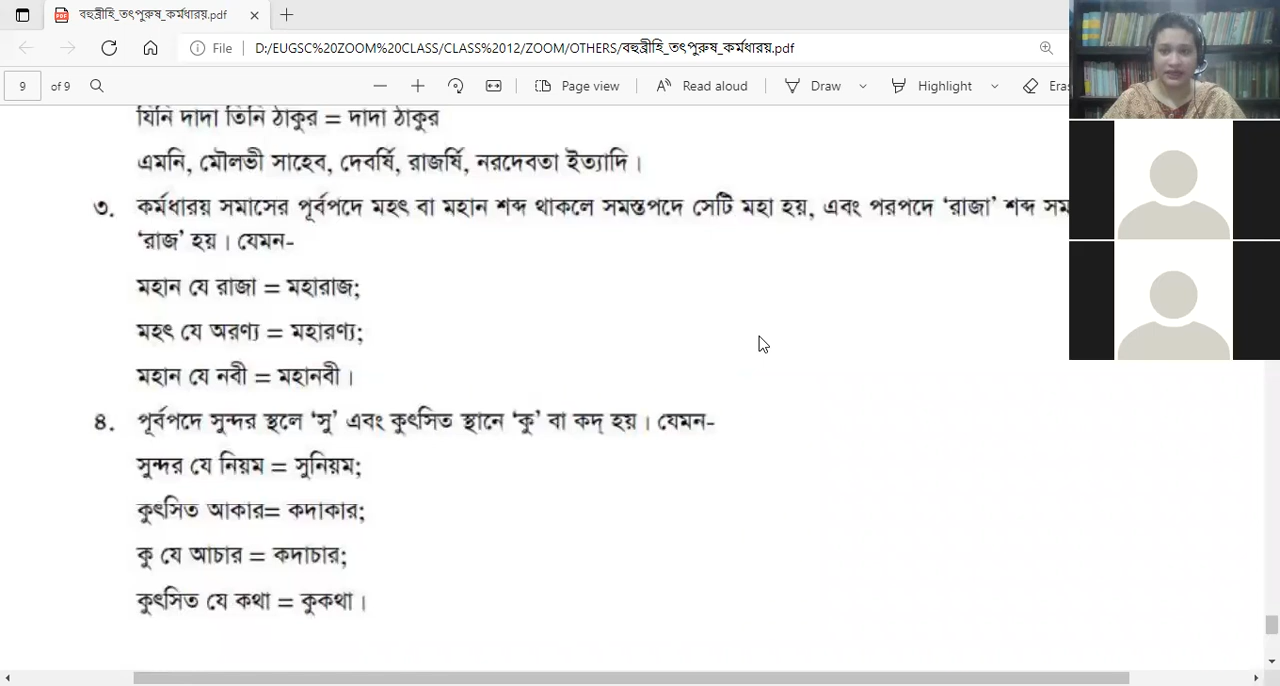 বহুব্রীহি_তৎপুরুষ_কর্মধারয়.pdf
File D:/EUGSC%20ZOOM%20CLASS/CLASS%2012/ZOOM/OTHERS/বহুব্রীহি_তৎপুরুষ_কর্মধারয়.pdf
9 of 9 Page view Read aloud Draw Highlight Eras
যিনি দাদা তিনি ঠাকুর = দাদা ঠাকুর
এমনি, মৌলভী সাহেব, দেবর্ষি, রাজর্ষি, নরদেবতা ইত্যাদি।
৩. কর্মধারয় সমাসের পূর্বপদে মহৎ বা মহান শব্দ থাকলে সমস্তপদে সেটি মহা হয়, এবং পরপদে ‘রাজা’ শব্দ সম
‘রাজ’ হয়। যেমন-
মহান যে রাজা = মহারাজ;
মহৎ যে অরণ্য = মহারণ্য;
মহান যে নবী = মহানবী।
৪. পূর্বপদে সুন্দর স্থলে ‘সু’ এবং কুৎসিত স্থানে ‘কু’ বা কদ্ হয়। যেমন-
সুন্দর যে নিয়ম = সুনিয়ম;
কুৎসিত আকার= কদাকার;
কু যে আচার = কদাচার;
কুৎসিত যে কথা = কুকথা।